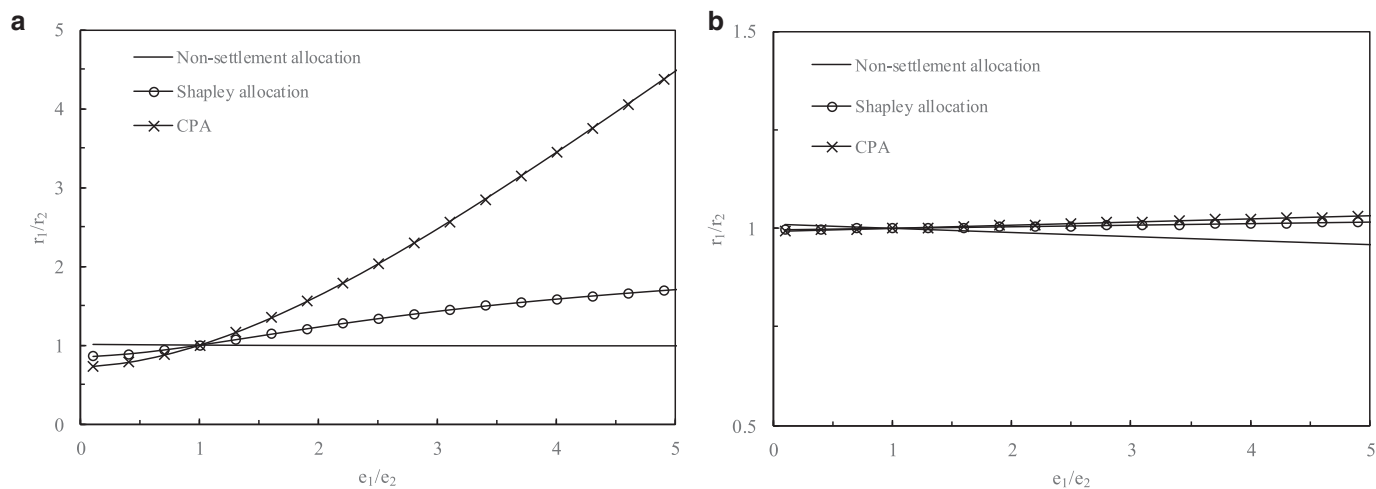 a
5
4
3
2
1
0
r₁/r₂
Non-settlement allocation
Shapley allocation
CPA
0 1 2 3 4 5
e₁/e₂
b
1.5
1
0.5
r₁/r₂
Non-settlement allocation
Shapley allocation
CPA
0 1 2 3 4 5
e₁/e₂